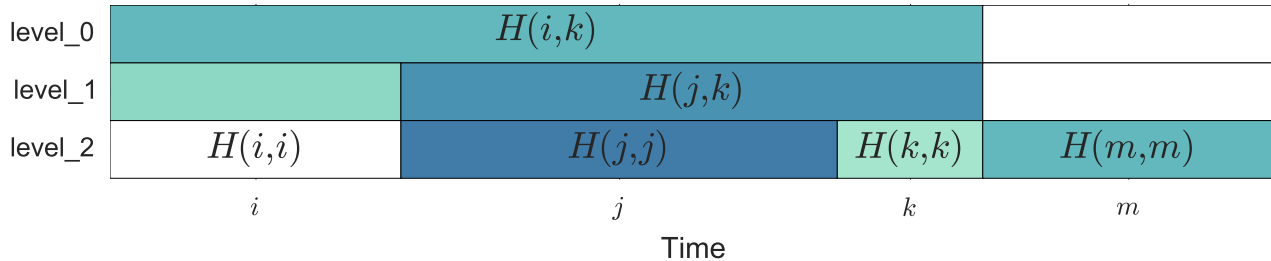 level_0 H(i,k)
level_1 H(j,k)
level_2 H(i,i) H(j,j) H(k,k) H(m,m)
i j k m
Time